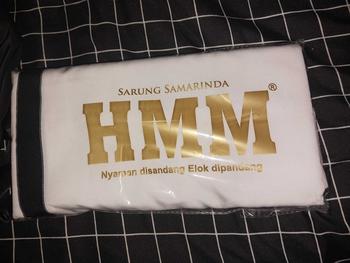 SARUNG SAMARINDA
HMM®
Nyaman disandang Elok dipandang